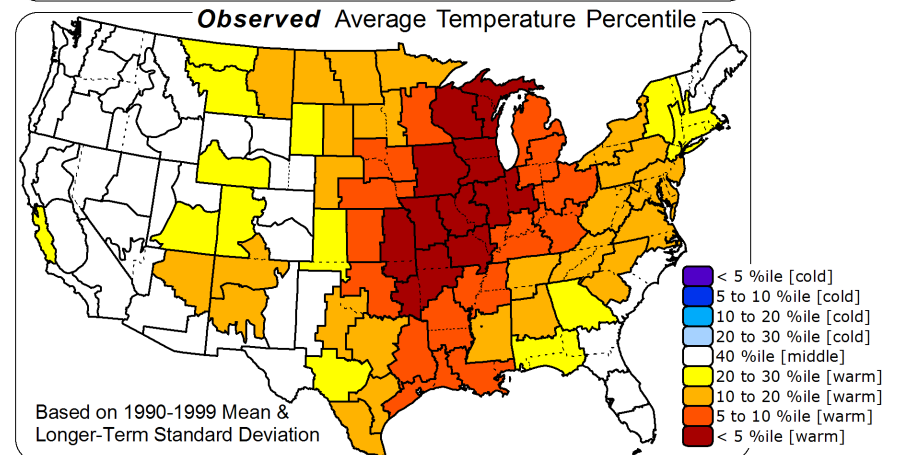 Observed Average Temperature Percentile
< 5 %ile [cold]
5 to 10 %ile [cold]
10 to 20 %ile [cold]
20 to 30 %ile [cold]
40 %ile [middle]
20 to 30 %ile [warm]
10 to 20 %ile [warm]
5 to 10 %ile [warm]
< 5 %ile [warm]
Based on 1990-1999 Mean &
Longer-Term Standard Deviation